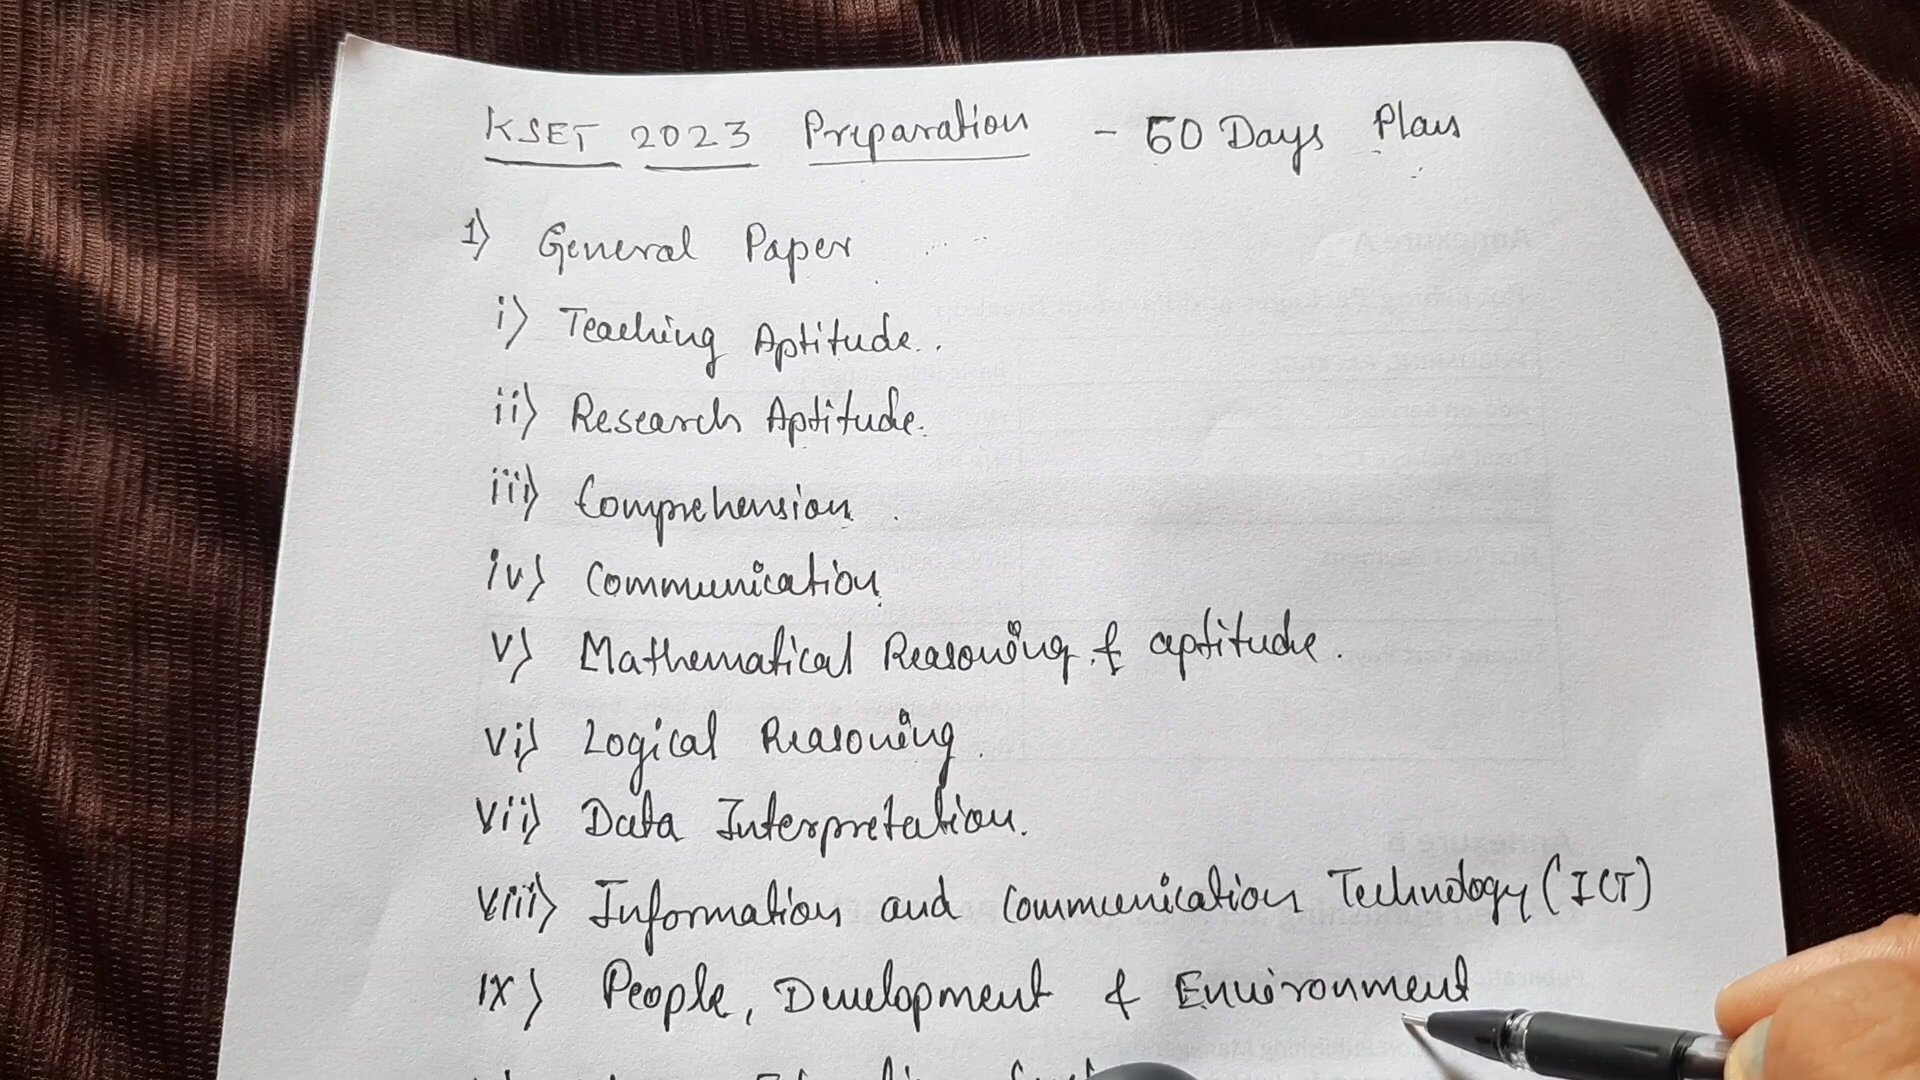 KSET 2023 Preparation - 50 Days Plan
1) General Paper
i) Teaching Aptitude.
ii) Research Aptitude.
iii) Comprehension
iv) Communication
v) Mathematical Reasoning & aptitude.
vi) Logical Reasoning.
vii) Data Interpretation.
viii) Information and Communication Technology (ICT)
ix) People, Development & Environment